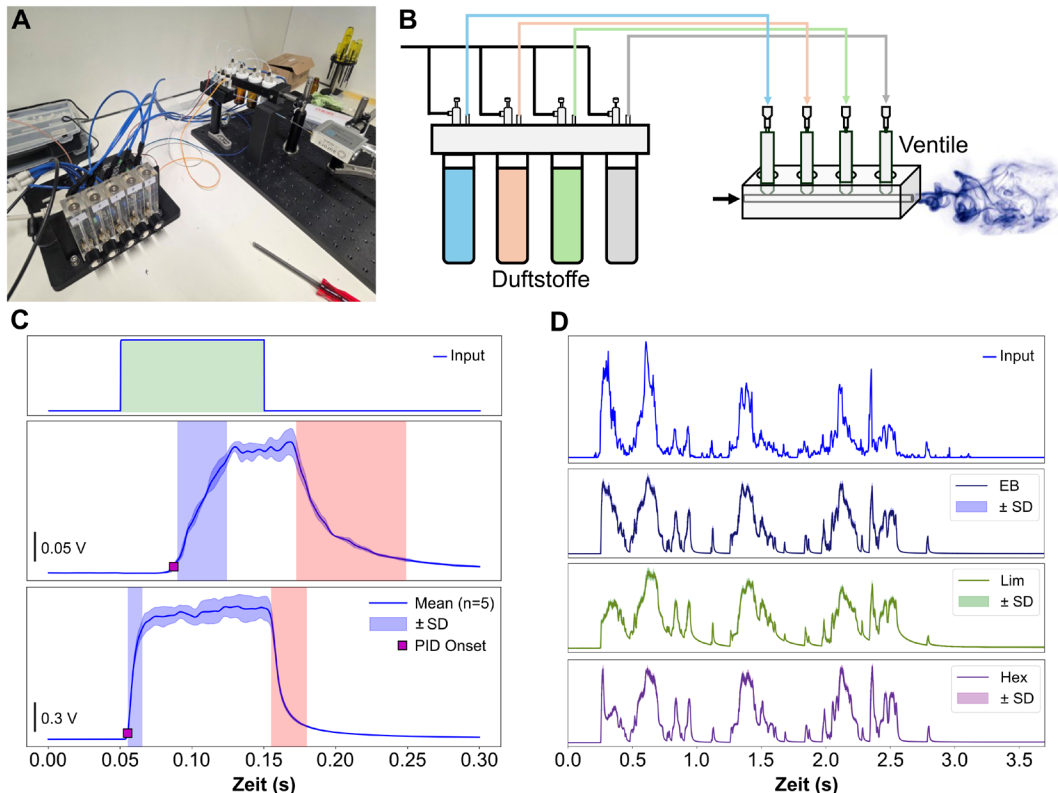 A
B
Ventile
Duftstoffe
C
Input
0.05 V
Mean (n=5)
± SD
PID Onset
0.3 V
0.00 0.05 0.10 0.15 0.20 0.25 0.30
Zeit (s)
D
Input
EB
± SD
Lim
± SD
Hex
± SD
0.0 0.5 1.0 1.5 2.0 2.5 3.0 3.5
Zeit (s)